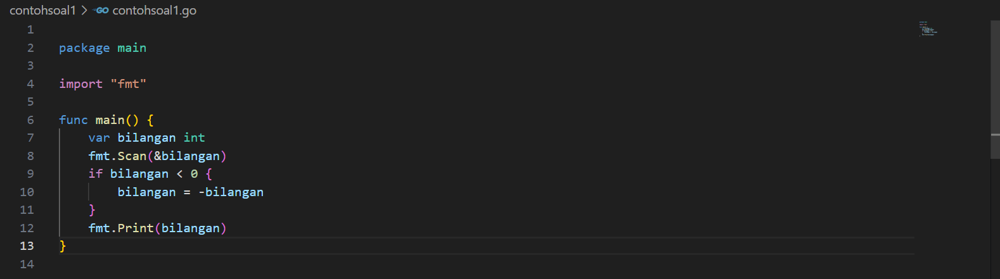 contohsoal1 > GO contohsoal1.go
1
2 package main
3
4 import "fmt"
5
6 func main() {
7     var bilangan int
8     fmt.Scan(&bilangan)
9     if bilangan < 0 {
10         bilangan = -bilangan
11     }
12     fmt.Print(bilangan)
13 }
14